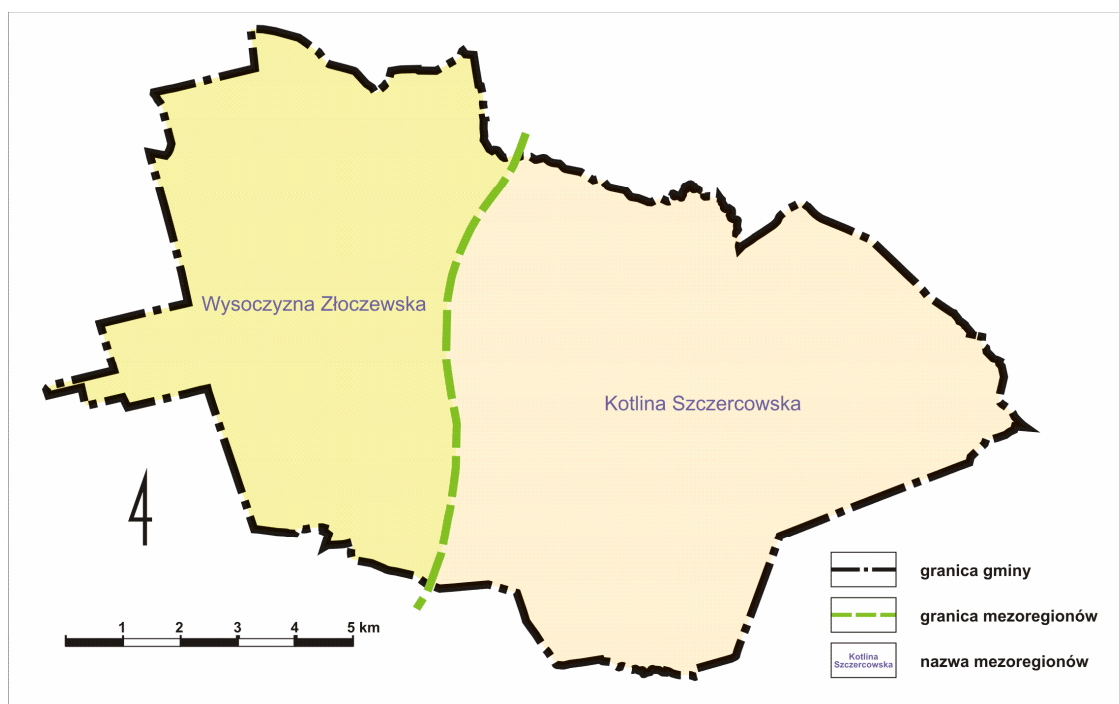 Wysoczyzna Złoczewska
Kotlina Szczercowska
1 2 3 4 5 km
granica gminy
granica mezoregionów
Kotlina
Szczercowska
nazwa mezoregionów